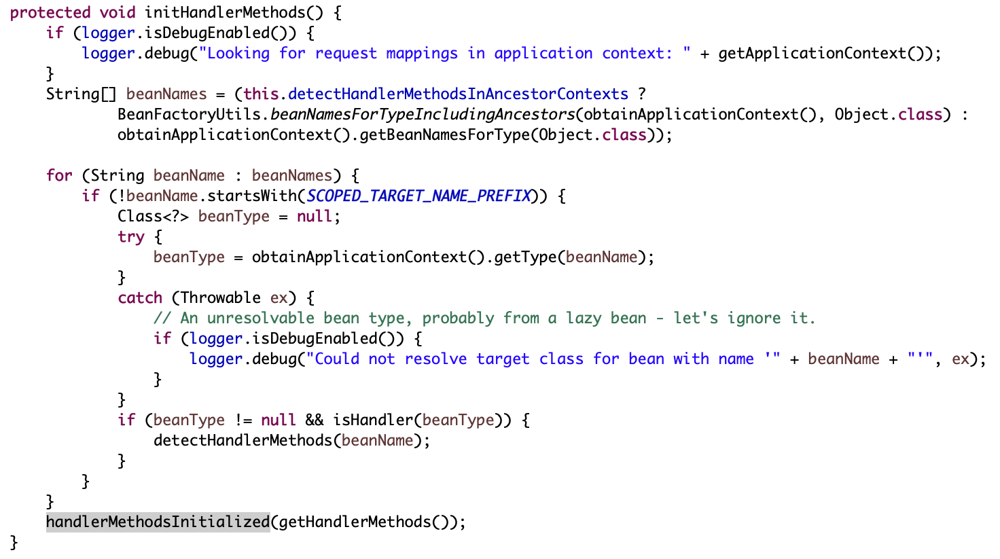 protected void initHandlerMethods() {
    if (logger.isDebugEnabled()) {
        logger.debug("Looking for request mappings in application context: " + getApplicationContext());
    }
    String[] beanNames = (this.detectHandlerMethodsInAncestorContexts ?
            BeanFactoryUtils.beanNamesForTypeIncludingAncestors(obtainApplicationContext(), Object.class) :
            obtainApplicationContext().getBeanNamesForType(Object.class));

    for (String beanName : beanNames) {
        if (!beanName.startsWith(SCOPED_TARGET_NAME_PREFIX)) {
            Class<?> beanType = null;
            try {
                beanType = obtainApplicationContext().getType(beanName);
            }
            catch (Throwable ex) {
                // An unresolvable bean type, probably from a lazy bean - let's ignore it.
                if (logger.isDebugEnabled()) {
                    logger.debug("Could not resolve target class for bean with name '" + beanName + "'", ex);
                }
            }
            if (beanType != null && isHandler(beanType)) {
                detectHandlerMethods(beanName);
            }
        }
    }
    handlerMethodsInitialized(getHandlerMethods());
}